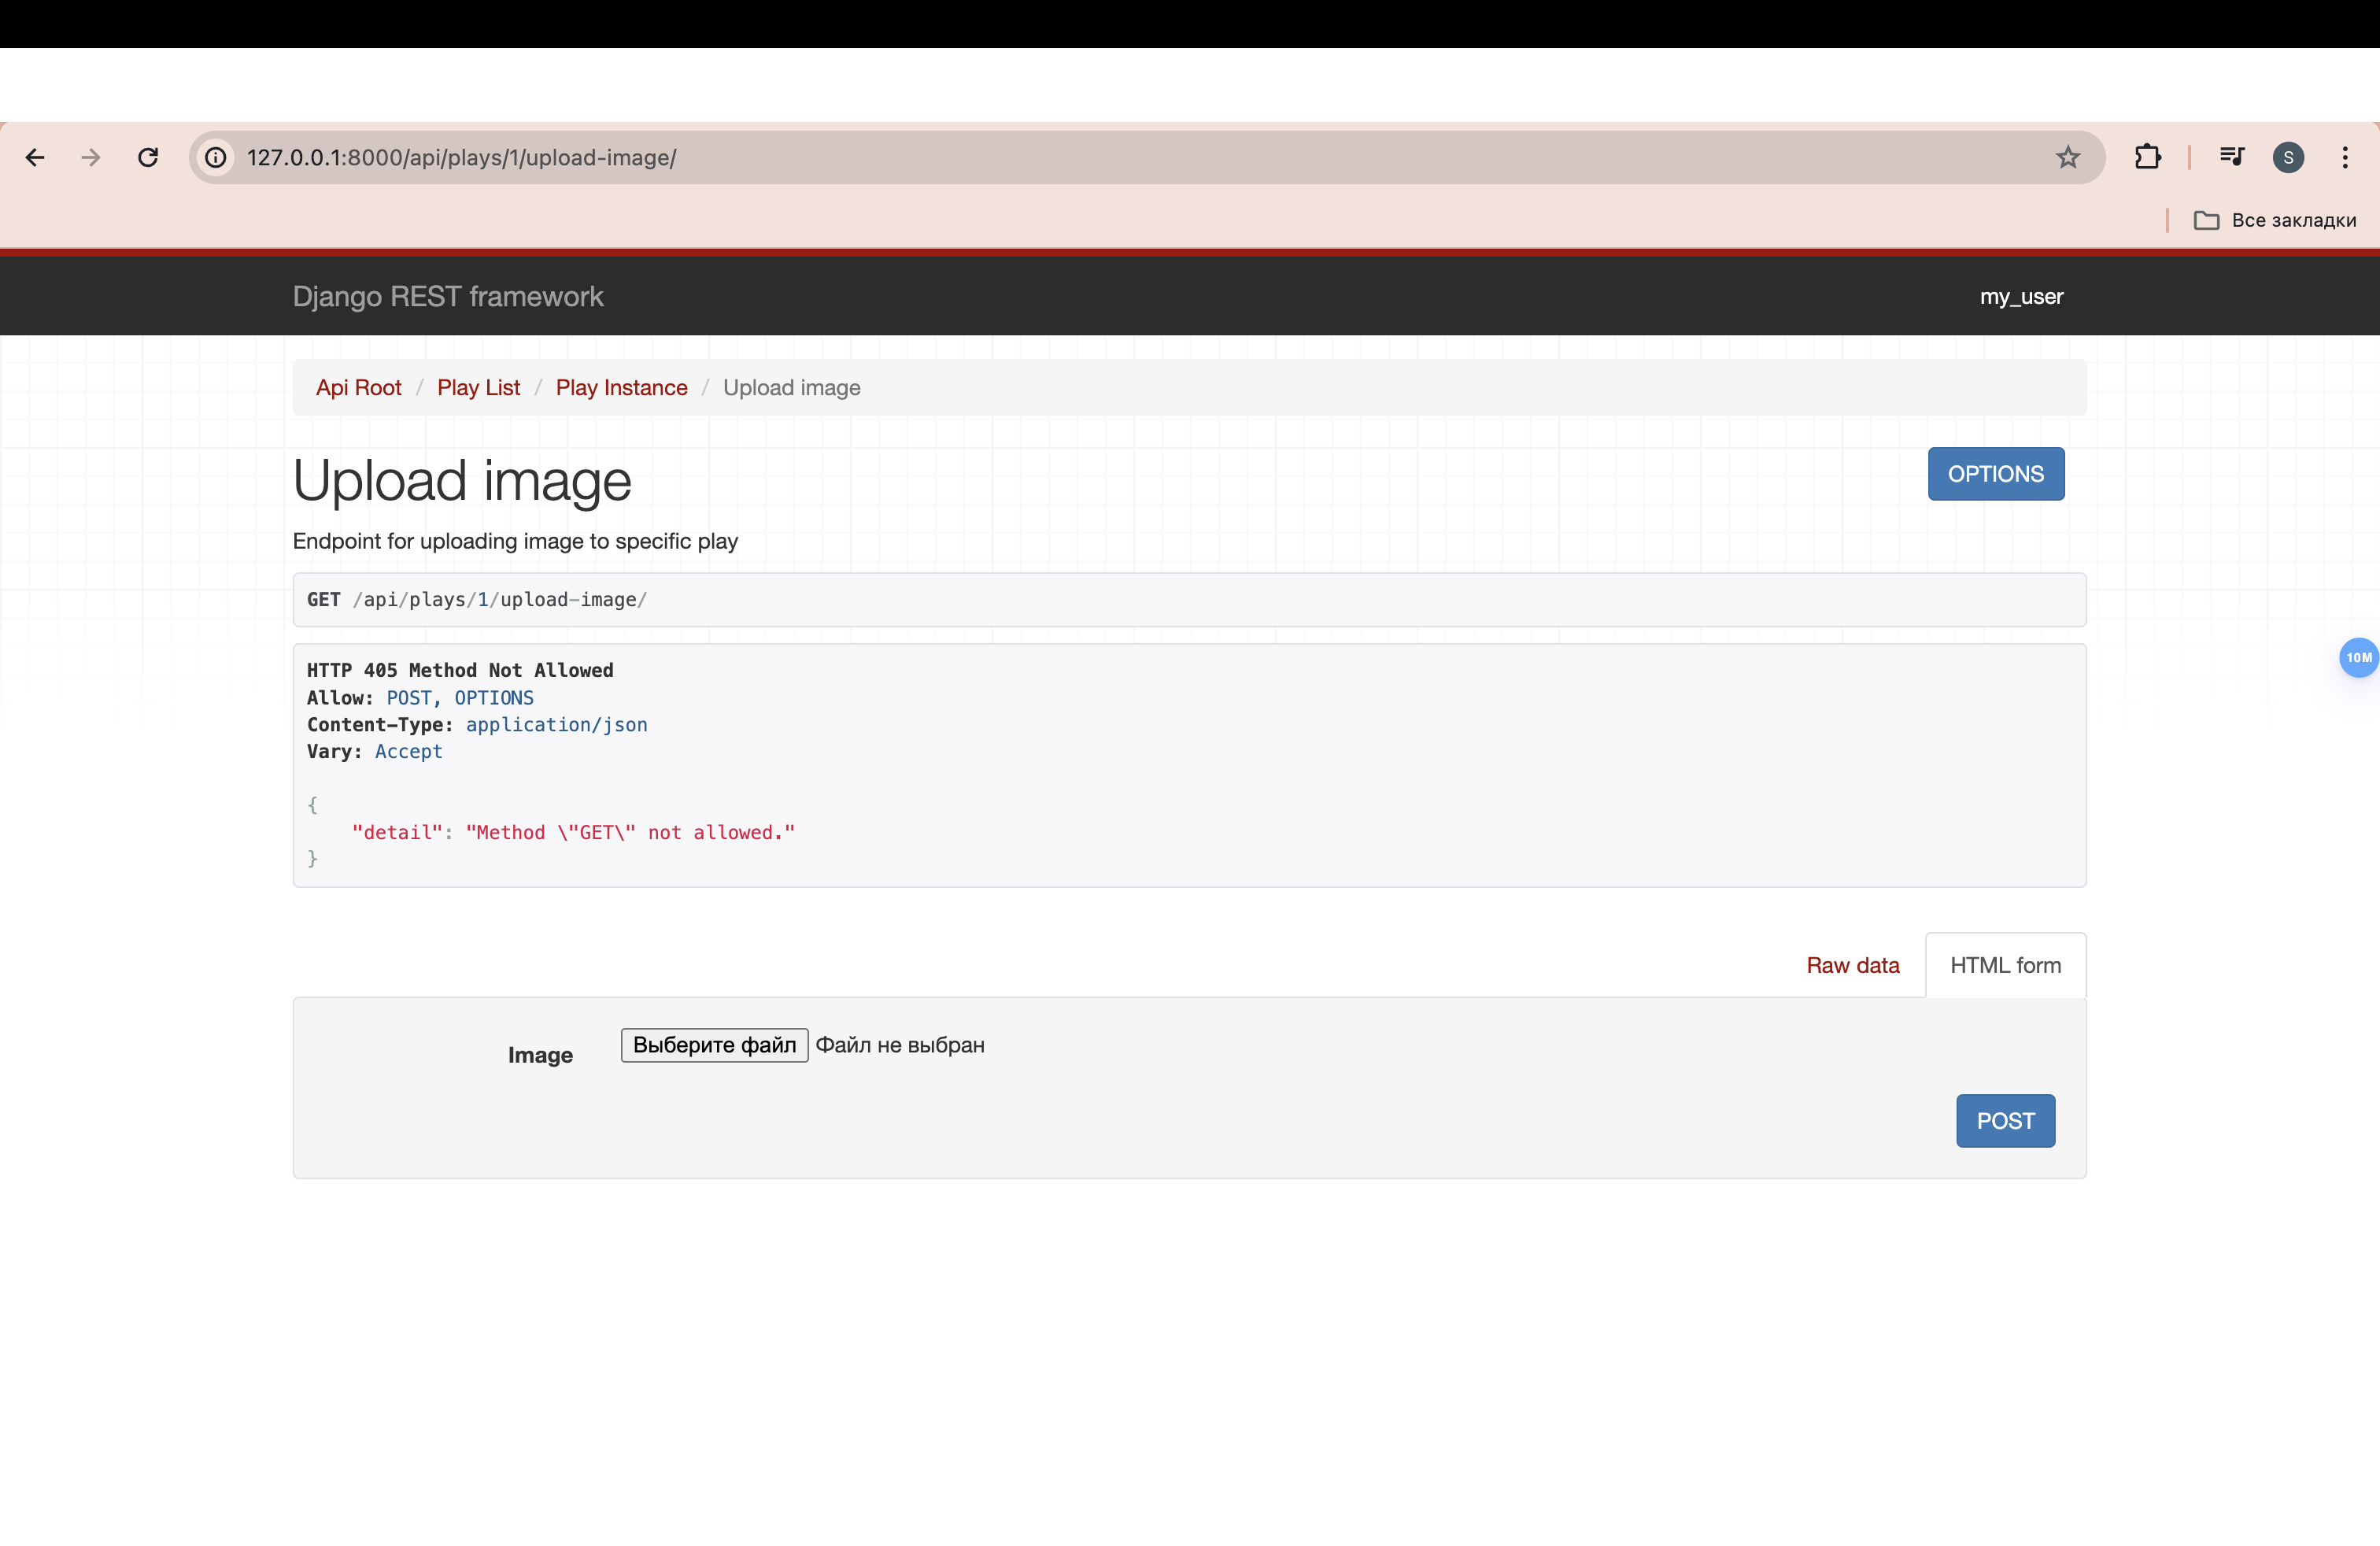 127.0.0.1:8000/api/plays/1/upload-image/
S
Все закладки
Django REST framework
my_user
Api Root / Play List / Play Instance / Upload image
Upload image
OPTIONS
Endpoint for uploading image to specific play
GET /api/plays/1/upload-image/
HTTP 405 Method Not Allowed
Allow: POST, OPTIONS
Content-Type: application/json
Vary: Accept
{
"detail": "Method \"GET\" not allowed."
}
10M
Raw data
HTML form
Image
Выберите файл Файл не выбран
POST